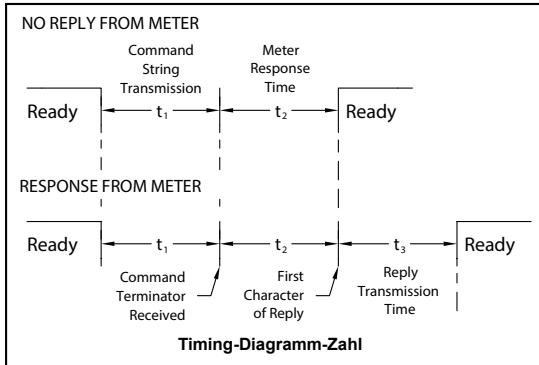 NO REPLY FROM METER
Command
String
Transmission
Meter
Response
Time
Ready
t₁
t₂
Ready
RESPONSE FROM METER
Ready
t₁
t₂
t₃
Ready
Command
Terminator
Received
First
Character
of Reply
Reply
Transmission
Time
Timing-Diagramm-Zahl